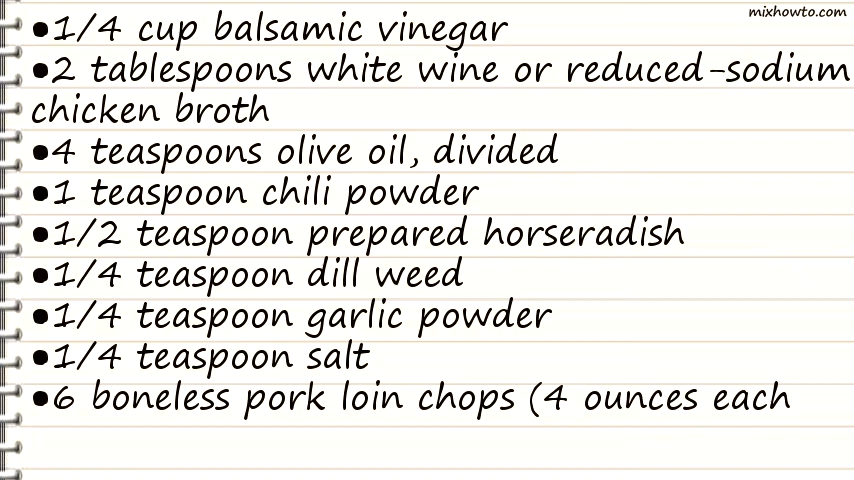 mixhowto.com
•1/4 cup balsamic vinegar
•2 tablespoons white wine or reduced-sodium
chicken broth
•4 teaspoons olive oil, divided
•1 teaspoon chili powder
•1/2 teaspoon prepared horseradish
•1/4 teaspoon dill weed
•1/4 teaspoon garlic powder
•1/4 teaspoon salt
•6 boneless pork loin chops (4 ounces each